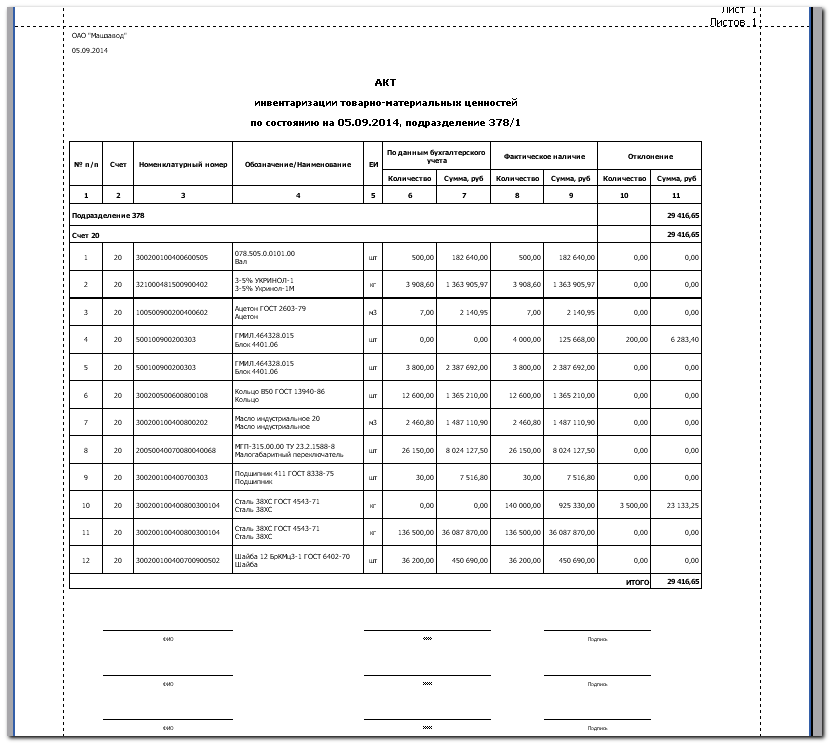 Лист 1
Листов 1
ОАО "Машзавод"
05.09.2014
АКТ
инвентаризации товарно-материальных ценностей
по состоянию на 05.09.2014, подразделение 378/1
№ п/п Счет Номенклатурный номер Обозначение/Наименование ЕИ По данным бухгалтерского учета Фактическое наличие Отклонение
Количество Сумма, руб Количество Сумма, руб Количество Сумма, руб
1 2 3 4 5 6 7 8 9 10 11
Подразделение 378 29 416,65
Счет 20 29 416,65
1 20 300200100400600505 078.505.0.0101.00 Вал шт 500,00 182 640,00 500,00 182 640,00 0,00 0,00
2 20 321000481500900402 3-5% УКРИНОЛ-1 3-5% Укринол-1М кг 3 908,60 1 363 905,97 3 908,60 1 363 905,97 0,00 0,00
3 20 100500900200400602 Ацетон ГОСТ 2603-79 Ацетон м3 7,00 2 140,95 7,00 2 140,95 0,00 0,00
4 20 500100900200303 ГМИЛ.464328.015 Блок 4401.06 шт 0,00 0,00 4 000,00 125 668,00 200,00 6 283,40
5 20 500100900200303 ГМИЛ.464328.015 Блок 4401.06 шт 3 800,00 2 387 692,00 3 800,00 2 387 692,00 0,00 0,00
6 20 300200500600800108 Кольцо В50 ГОСТ 13940-86 Кольцо шт 12 600,00 1 365 210,00 12 600,00 1 365 210,00 0,00 0,00
7 20 300200100400800202 Масло индустриальное 20 Масло индустриальное м3 2 460,80 1 487 110,90 2 460,80 1 487 110,90 0,00 0,00
8 20 20050040070080040068 МГП-315.00.00 ТУ 23.2.1588-8 Малогабаритный переключатель шт 26 150,00 8 024 127,50 26 150,00 8 024 127,50 0,00 0,00
9 20 300200100400700303 Подшипник 411 ГОСТ 8338-75 Подшипник шт 30,00 7 516,80 30,00 7 516,80 0,00 0,00
10 20 300200100400800300104 Сталь 38ХС ГОСТ 4543-71 Сталь 38ХС кг 0,00 0,00 140 000,00 925 330,00 3 500,00 23 133,25
11 20 300200100400800300104 Сталь 38ХС ГОСТ 4543-71 Сталь 38ХС кг 136 500,00 36 087 870,00 136 500,00 36 087 870,00 0,00 0,00
12 20 300200100400700900502 Шайба 12 БрКМц3-1 ГОСТ 6402-70 Шайба шт 36 200,00 450 690,00 36 200,00 450 690,00 0,00 0,00
ИТОГО 29 416,65
ФИО Подпись
ФИО Подпись
ФИО Подпись